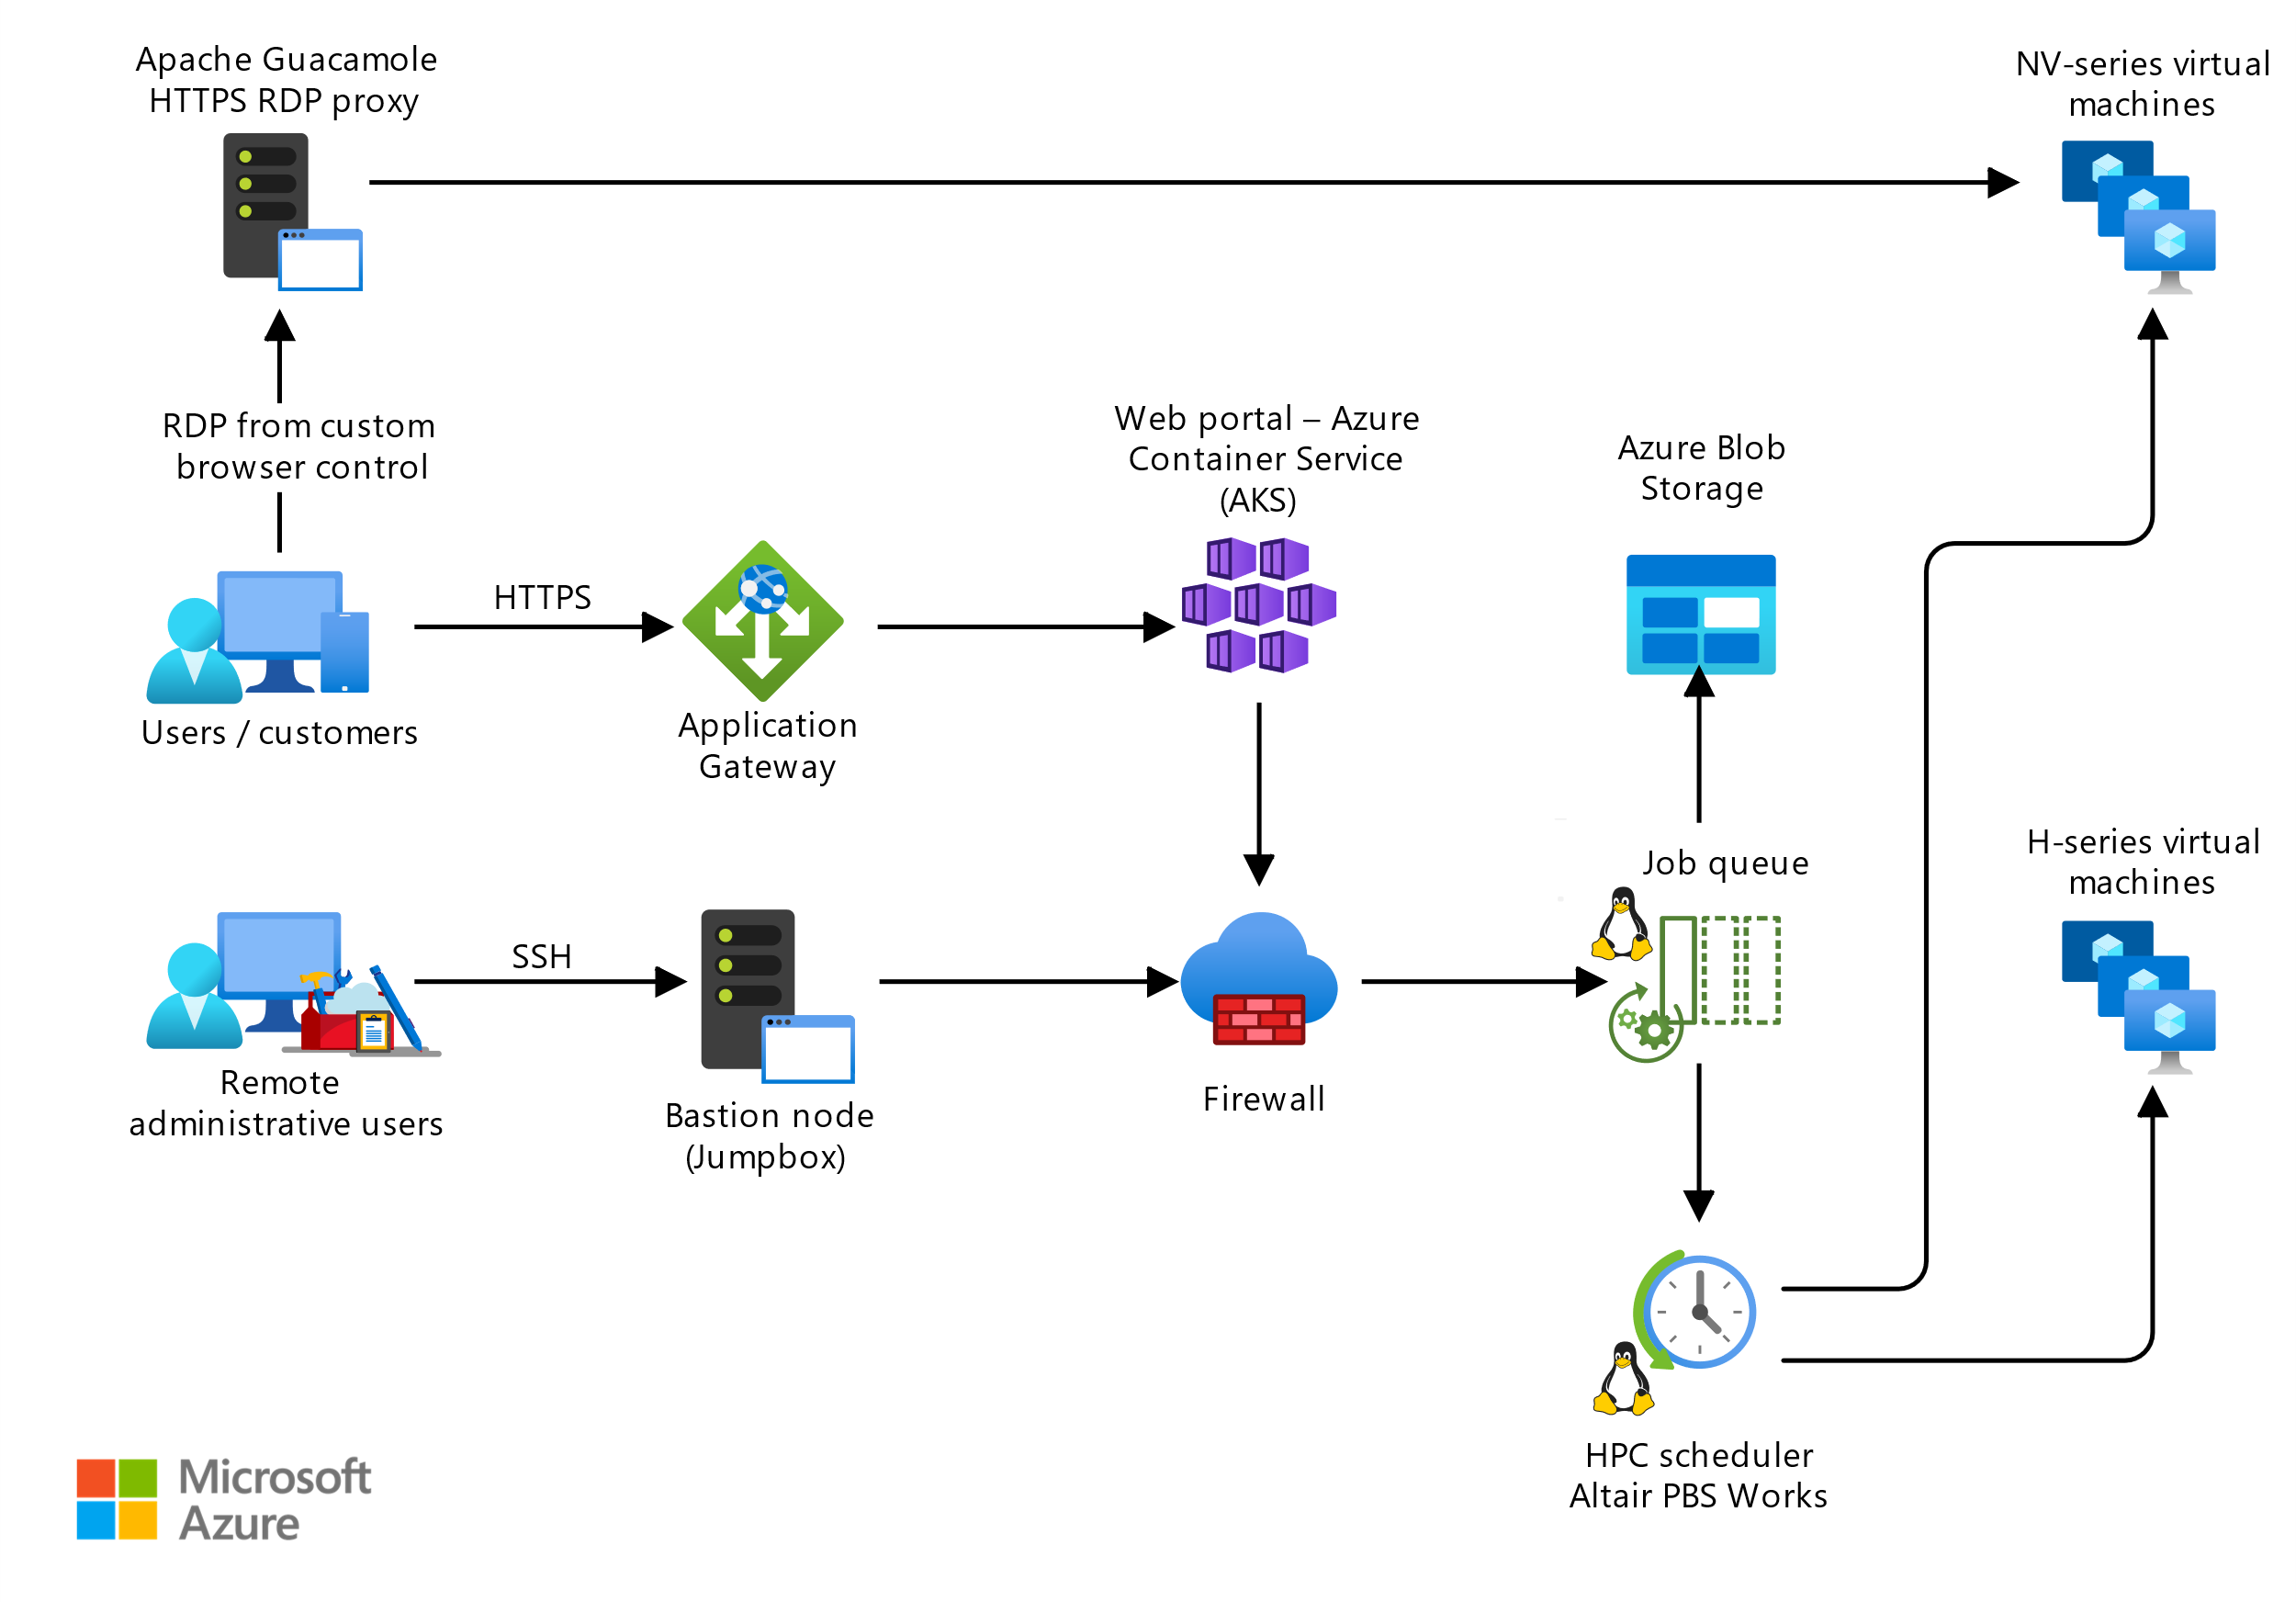 Apache Guacamole
HTTPS RDP proxy
NV-series virtual
machines
RDP from custom
browser control
Web portal – Azure
Container Service
(AKS)
Azure Blob
Storage
HTTPS
Users / customers
Application
Gateway
Job queue
H-series virtual
machines
SSH
Remote
administrative users
Bastion node
(Jumpbox)
Firewall
HPC scheduler
Altair PBS Works
Microsoft
Azure